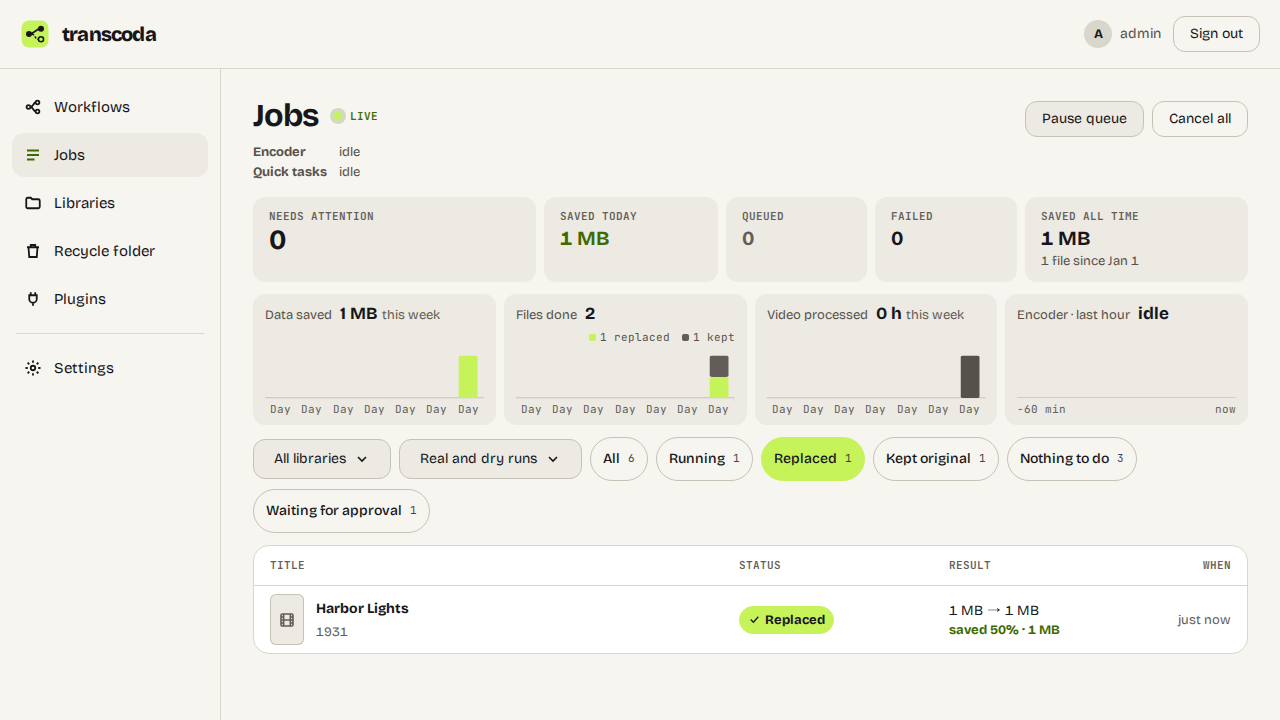 transcoda
A admin Sign out
Workflows
Jobs
Libraries
Recycle folder
Plugins
Settings
Jobs LIVE
Pause queue Cancel all
Encoder idle
Quick tasks idle
NEEDS ATTENTION
0
SAVED TODAY
1 MB
QUEUED
0
FAILED
0
SAVED ALL TIME
1 MB
1 file since Jan 1
Data saved 1 MB this week
Day Day Day Day Day Day Day
Files done 2
1 replaced 1 kept
Day Day Day Day Day Day Day
Video processed 0 h this week
Day Day Day Day Day Day Day
Encoder · last hour idle
-60 min now
All libraries Real and dry runs All 6 Running 1 Replaced 1 Kept original 1 Nothing to do 3
Waiting for approval 1
TITLE STATUS RESULT WHEN
Harbor Lights
1931
Replaced
1 MB → 1 MB
saved 50% · 1 MB
just now